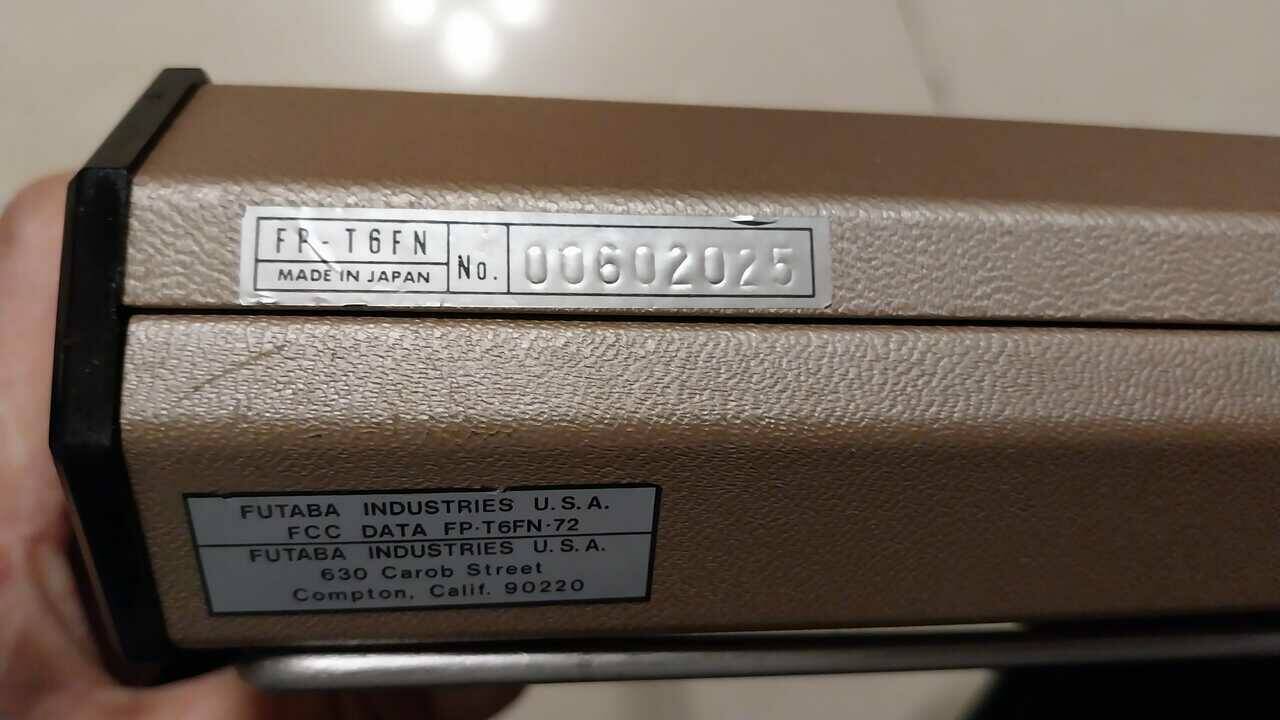 FP-T6FN
MADE IN JAPAN
No.
00602025
FUTABA INDUSTRIES U.S.A.
FCC DATA FP·T6FN·72
FUTABA INDUSTRIES U.S.A.
630 Carob Street
Compton, Calif. 90220